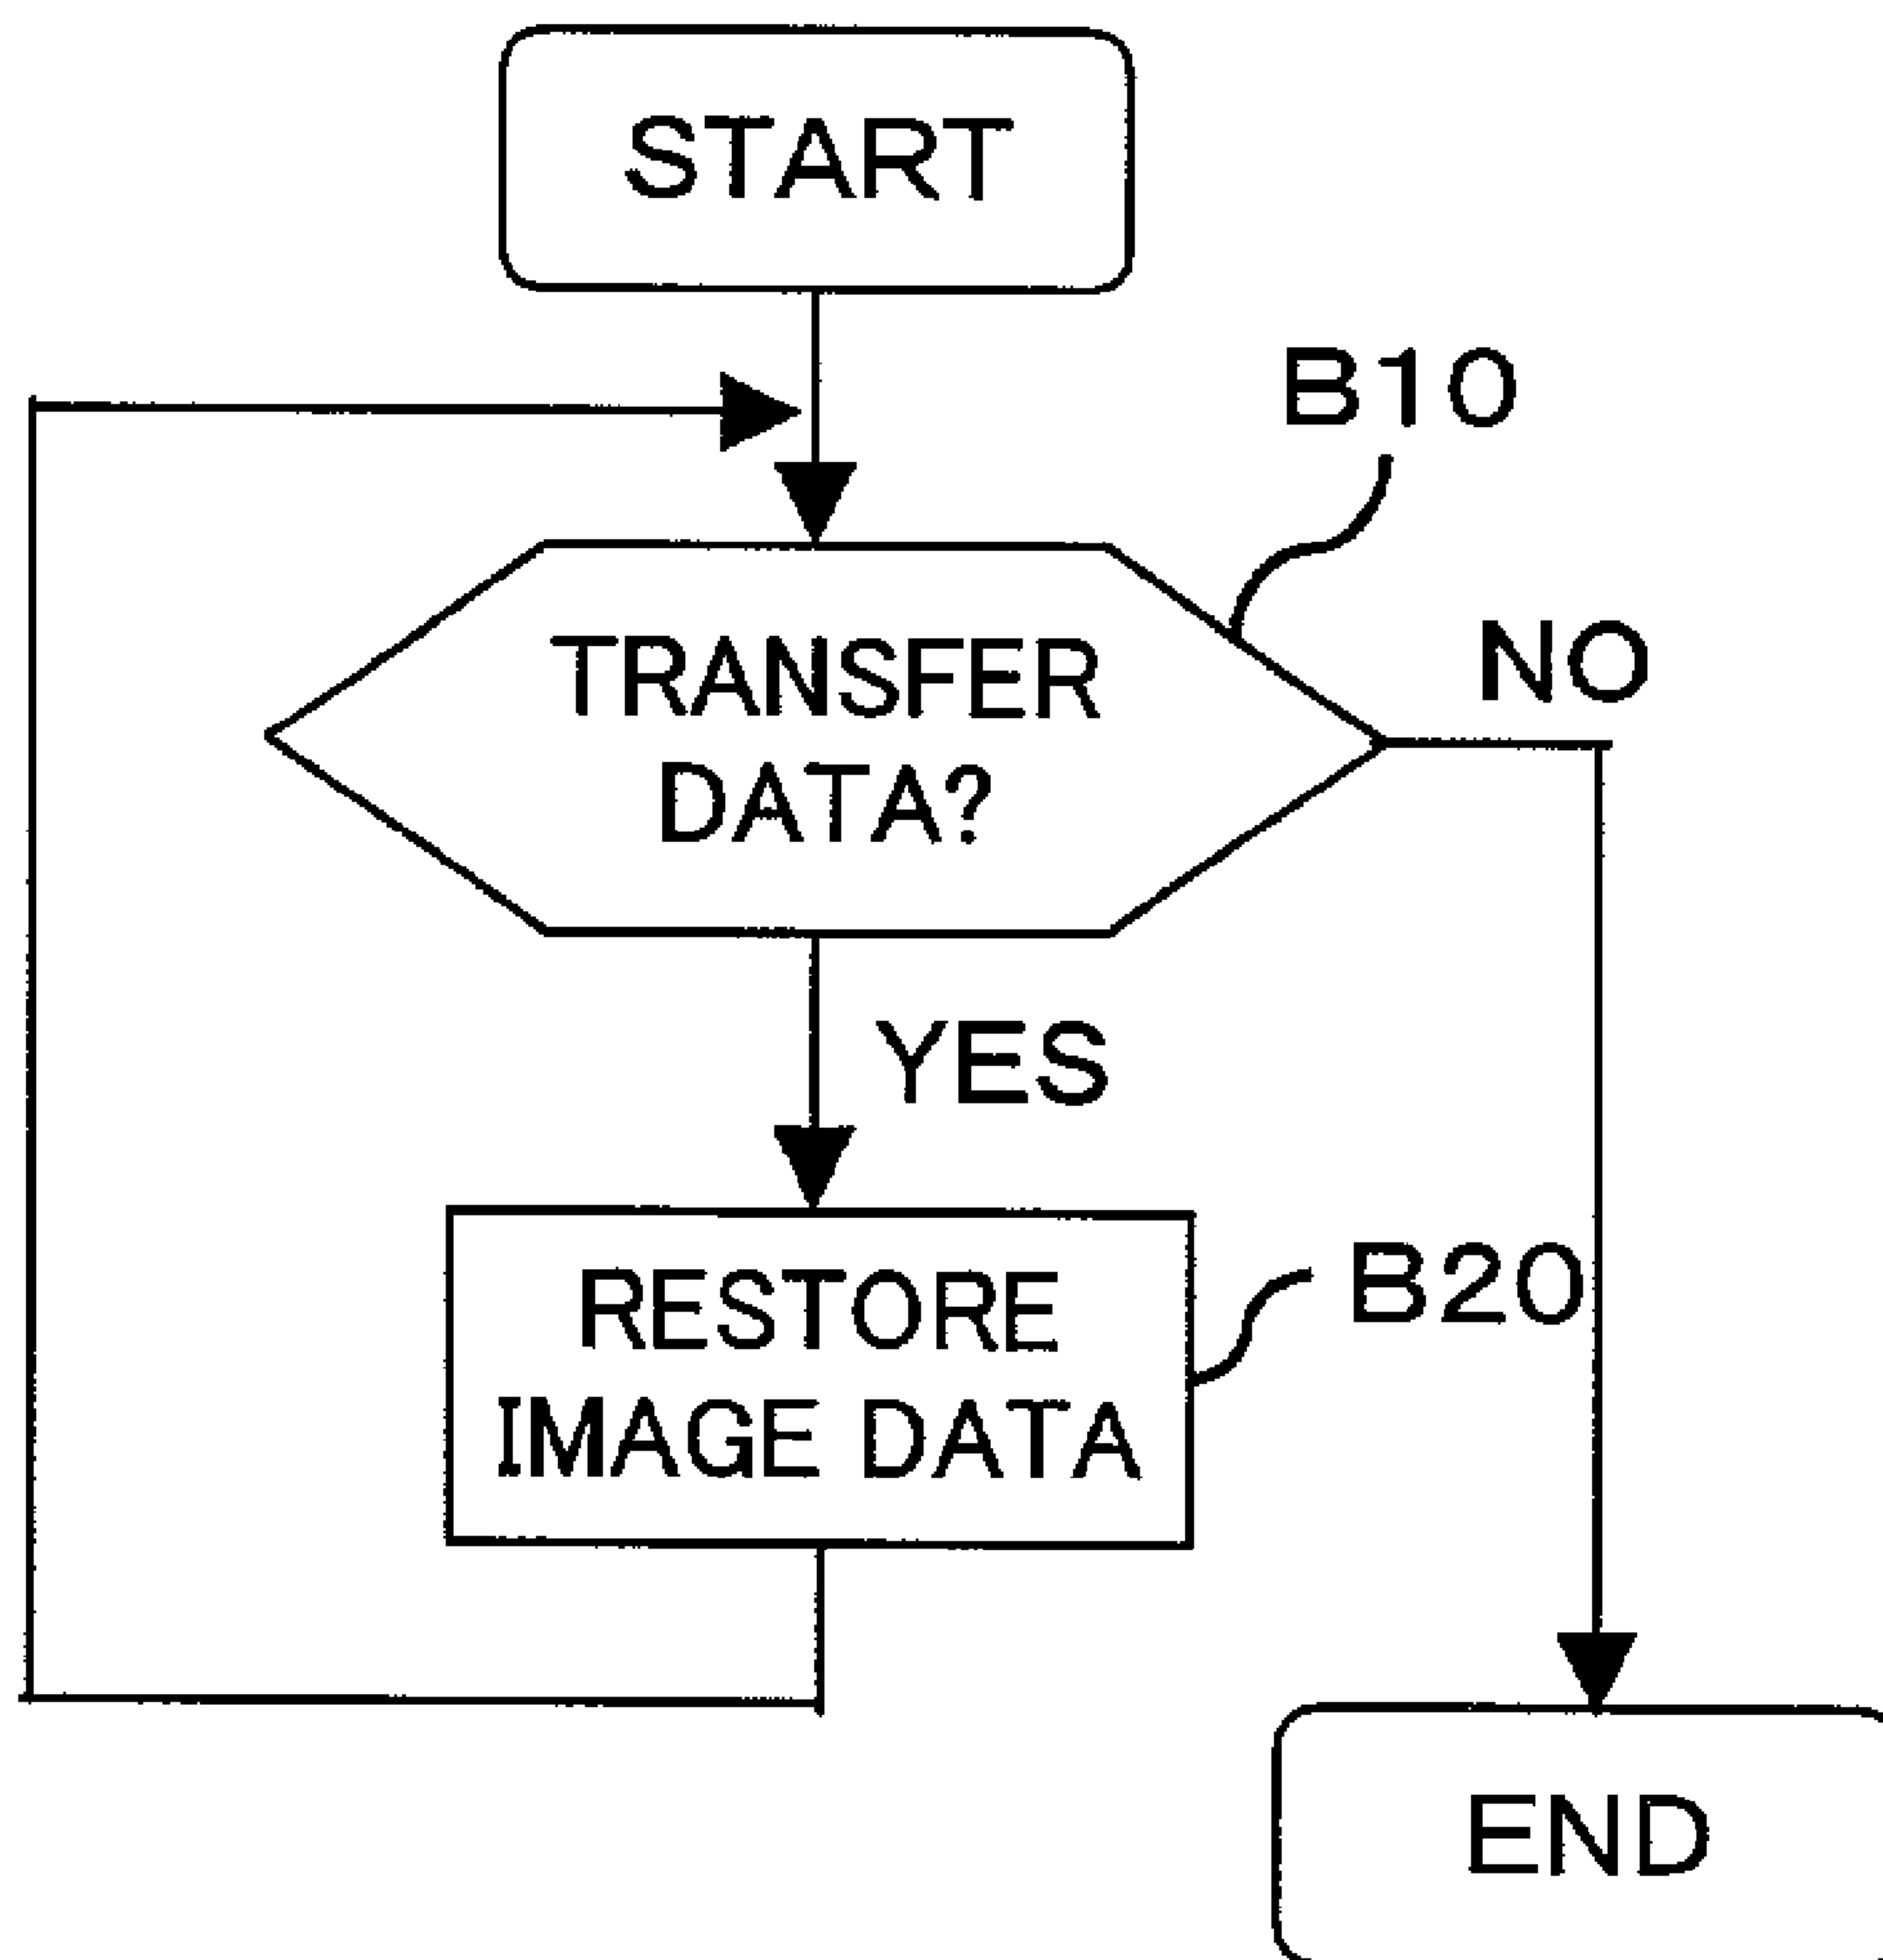 START
B10
TRANSFER
DATA?
NO
YES
RESTORE
IMAGE DATA
B20
END